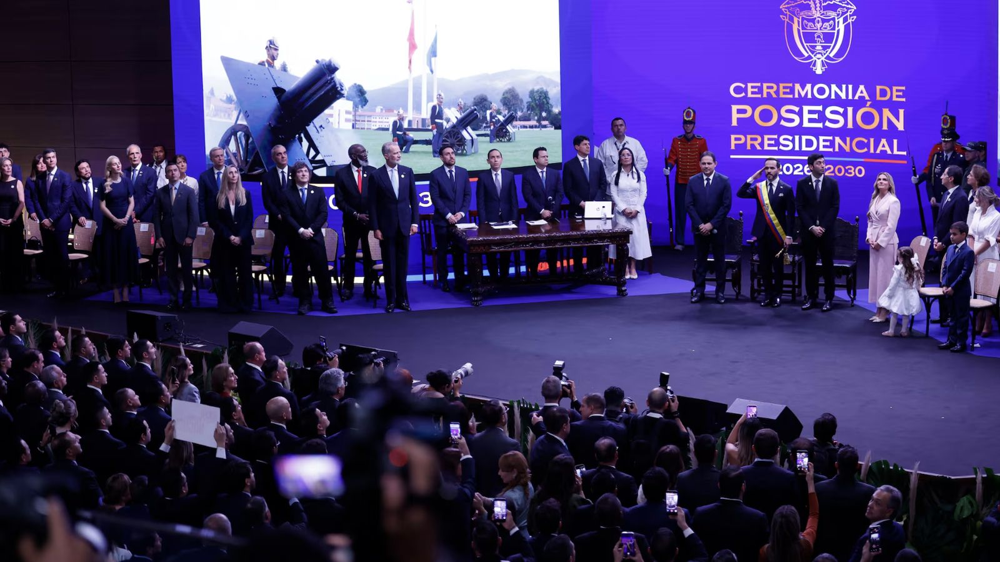 CEREMONIA DE
POSESIÓN
PRESIDENCIAL
2026-2030